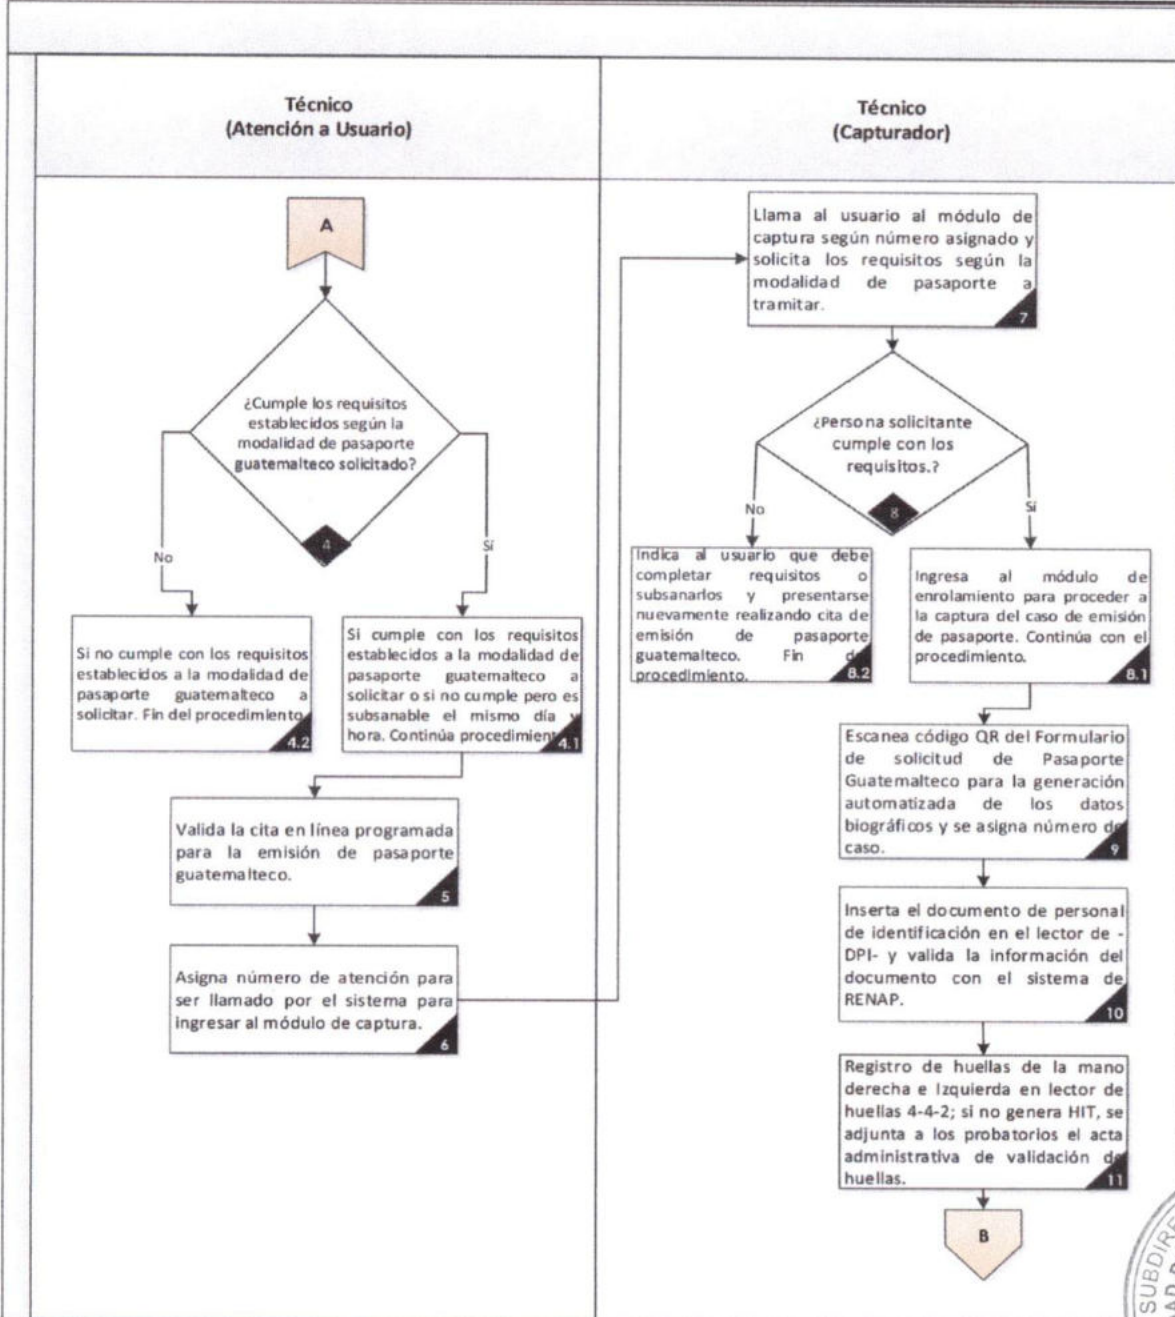 Técnico
(Atención a Usuario)
A
¿Cumple los requisitos
establecidos según la
modalidad de pasaporte
guatemalteco solicitado?
4
No
Sí
Si no cumple con los requisitos
establecidos a la modalidad de
pasaporte guatemalteco a
solicitar. Fin del procedimiento
4.2
Si cumple con los requisitos
establecidos a la modalidad de
pasaporte guatemalteco a
solicitar o si no cumple pero es
subsanable el mismo día y
hora. Continúa procedimient
4.1
Valida la cita en línea programada
para la emisión de pasaporte
guatemalteco.
5
Asigna número de atención para
ser llamado por el sistema para
ingresar al módulo de captura.
6
Técnico
(Capturador)
Llama al usuario al módulo de
captura según número asignado y
solicita los requisitos según la
modalidad de pasaporte a
tramitar.
7
¿Persona solicitante
cumple con los
requisitos.?
8
No
Sí
Indica al usuario que debe
completar requisitos o
subsanarlos y presentarse
nuevamente realizando cita de
emisión de pasaporte
guatemalteco. Fin de
procedimiento.
8.2
Ingresa al módulo de
enrolamiento para proceder a
la captura del caso de emisión
de pasaporte. Continúa con el
procedimiento.
8.1
Escanea código QR del Formulario
de solicitud de Pasaporte
Guatemalteco para la generación
automatizada de los datos
biográficos y se asigna número de
caso.
9
Inserta el documento de personal
de identificación en el lector de -
DPI- y valida la información del
documento con el sistema de
RENAP.
10
Registro de huellas de la mano
derecha e Izquierda en lector de
huellas 4-4-2; si no genera HIT, se
adjunta a los probatorios el acta
administrativa de validación de
huellas.
11
B
SUBDIRE